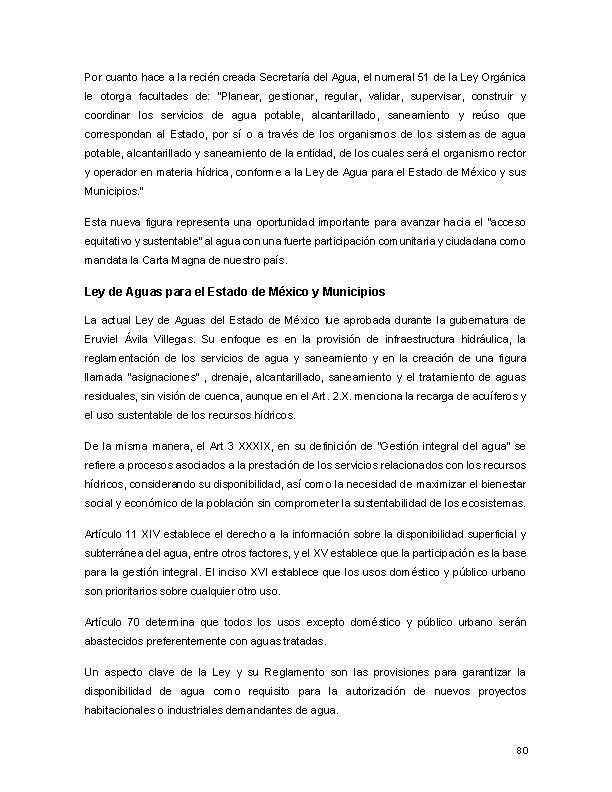 Por cuanto hace a la recién creada Secretaría del Agua, el numeral 51 de la Ley Orgánica
le otorga facultades de: "Planear, gestionar, regular, validar, supervisar, construir y
coordinar los servicios de agua potable, alcantarillado, saneamiento y reúso que
correspondan al Estado, por sí o a través de los organismos de los sistemas de agua
potable, alcantarillado y saneamiento de la entidad, de los cuales será el organismo rector
y operador en materia hídrica, conforme a la Ley de Agua para el Estado de México y sus
Municipios."
Esta nueva figura representa una oportunidad importante para avanzar hacia el "acceso
equitativo y sustentable" al agua con una fuerte participación comunitaria y ciudadana como
mandata la Carta Magna de nuestro país.
Ley de Aguas para el Estado de México y Municipios
La actual Ley de Aguas del Estado de México fue aprobada durante la gubernatura de
Eruviel Ávila Villegas. Su enfoque es en la provisión de infraestructura hidráulica, la
reglamentación de los servicios de agua y saneamiento y en la creación de una figura
llamada "asignaciones" , drenaje, alcantarillado, saneamiento y el tratamiento de aguas
residuales, sin visión de cuenca, aunque en el Art. 2.X. menciona la recarga de acuíferos y
el uso sustentable de los recursos hídricos.
De la misma manera, el Art 3 XXXIX, en su definición de "Gestión integral del agua" se
refiere a procesos asociados a la prestación de los servicios relacionados con los recursos
hídricos, considerando su disponibilidad, así como la necesidad de maximizar el bienestar
social y económico de la población sin comprometer la sustentabilidad de los ecosistemas.
Artículo 11 XIV establece el derecho a la información sobre la disponibilidad superficial y
subterránea del agua, entre otros factores, y el XV establece que la participación es la base
para la gestión integral. El inciso XVI establece que los usos doméstico y público urbano
son prioritarios sobre cualquier otro uso.
Artículo 70 determina que todos los usos excepto doméstico y público urbano serán
abastecidos preferentemente con aguas tratadas.
Un aspecto clave de la Ley y su Reglamento son las provisiones para garantizar la
disponibilidad de agua como requisito para la autorización de nuevos proyectos
habitacionales o industriales demandantes de agua.
80